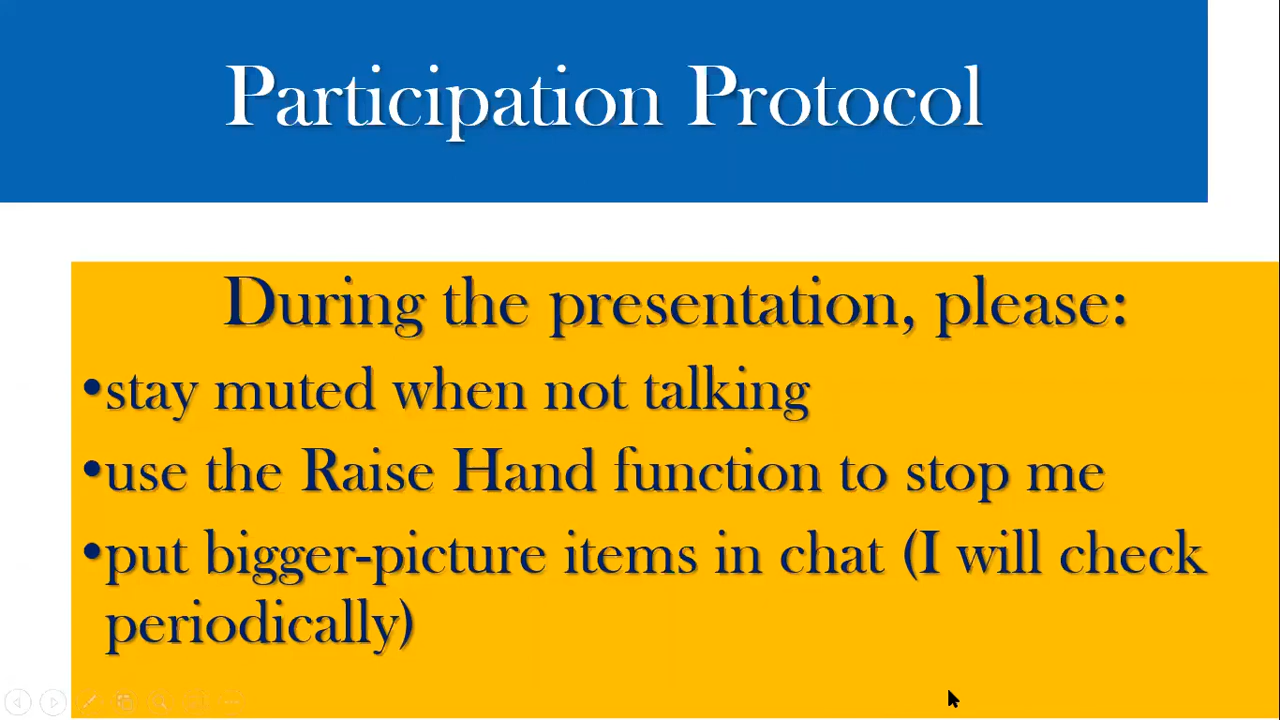 Participation Protocol
During the presentation, please:
•stay muted when not talking
•use the Raise Hand function to stop me
•put bigger-picture items in chat (I will check
periodically)